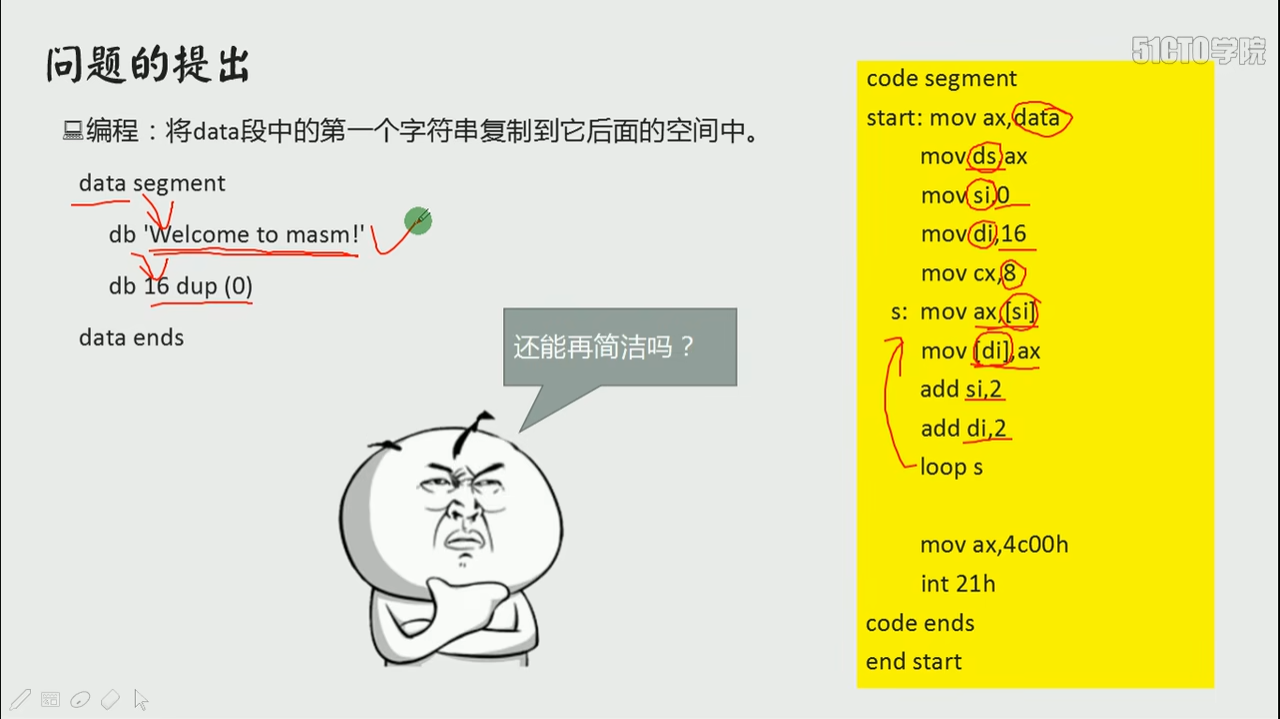 51CTO学院
问题的提出
编程：将data段中的第一个字符串复制到它后面的空间中。
data segment
db 'Welcome to masm!'
db 16 dup (0)
data ends
还能再简洁吗？
code segment
start: mov ax,data
mov ds,ax
mov si,0
mov di,16
mov cx,8
s: mov ax,[si]
mov [di],ax
add si,2
add di,2
loop s
mov ax,4c00h
int 21h
code ends
end start